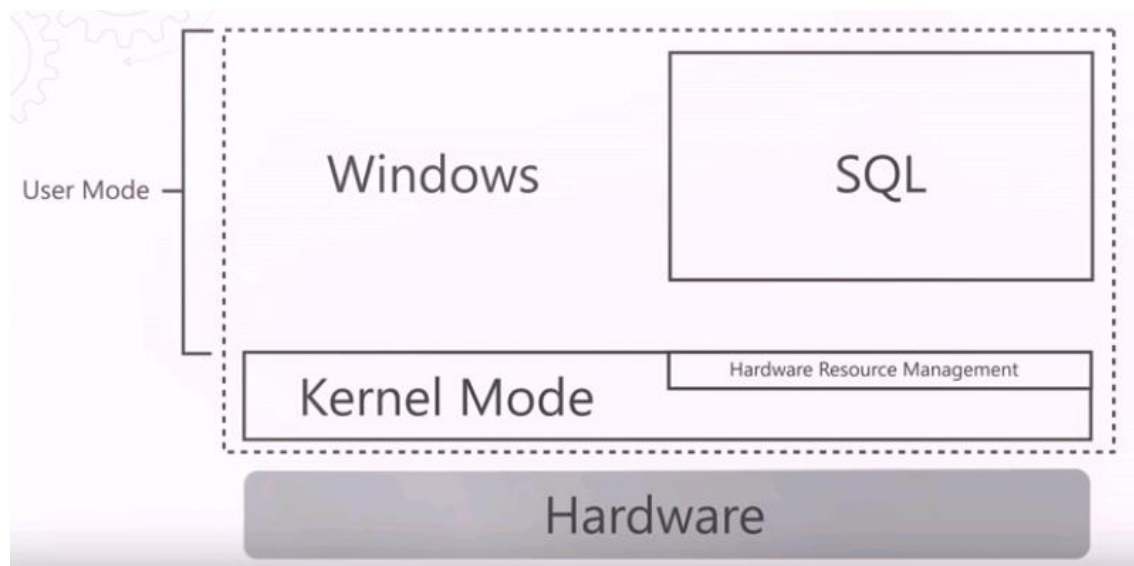 User Mode
Windows
SQL
Hardware Resource Management
Kernel Mode
Hardware